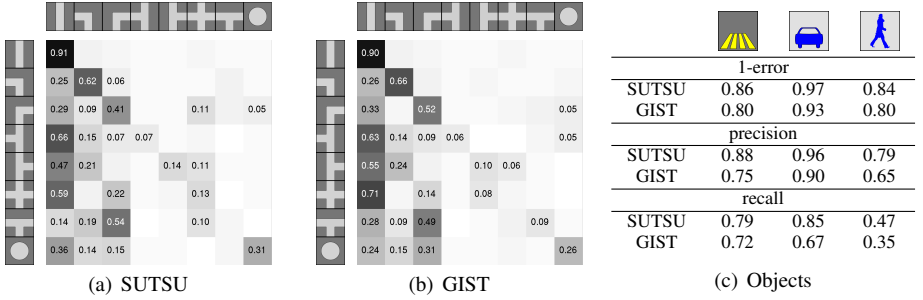 0.91
0.25 0.62 0.06
0.29 0.09 0.41 0.11 0.05
0.66 0.15 0.07 0.07
0.47 0.21 0.14 0.11
0.59 0.22 0.13
0.14 0.19 0.54 0.10
0.36 0.14 0.15 0.31
(a) SUTSU
0.90
0.26 0.66
0.33 0.52 0.05
0.63 0.14 0.09 0.06 0.05
0.55 0.24 0.10 0.06
0.71 0.14 0.08
0.28 0.09 0.49 0.09
0.24 0.15 0.31 0.26
(b) GIST
1-error
SUTSU 0.86 0.97 0.84
GIST 0.80 0.93 0.80
precision
SUTSU 0.88 0.96 0.79
GIST 0.75 0.90 0.65
recall
SUTSU 0.79 0.85 0.47
GIST 0.72 0.67 0.35
(c) Objects